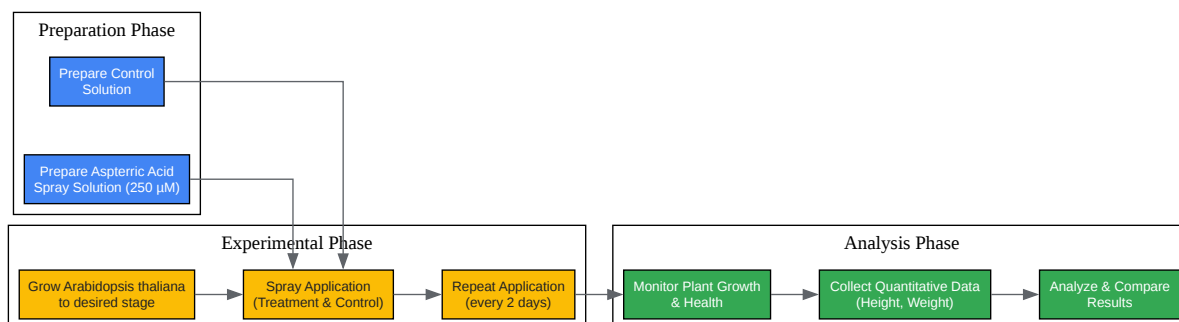 Preparation Phase
Prepare Control
Solution
Prepare Aspterric Acid
Spray Solution (250 µM)
Experimental Phase
Grow Arabidopsis thaliana
to desired stage
Spray Application
(Treatment & Control)
Repeat Application
(every 2 days)
Analysis Phase
Monitor Plant Growth
& Health
Collect Quantitative Data
(Height, Weight)
Analyze & Compare
Results